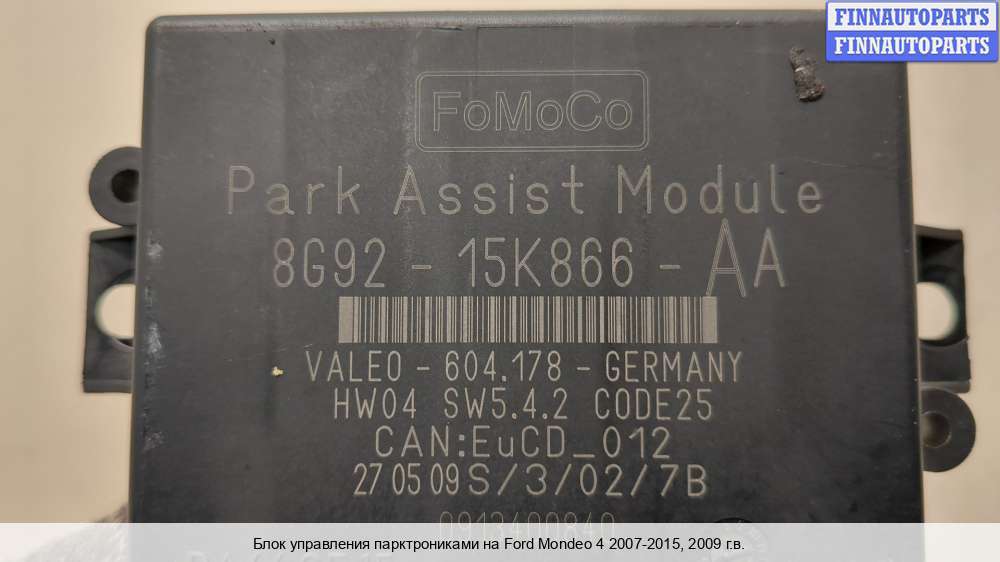 FINNAUTOPARTS
FINNAUTOPARTS
FoMoCo
Park Assist Module
8G92 - 15K866 - AA
VALEO - 604.178 - GERMANY
HW04 SW5.4.2 CODE25
CAN:EuCD_012
27 05 09 S/3/02/7B
0913400840
Блок управления парктрониками на Ford Mondeo 4 2007-2015, 2009 г.в.